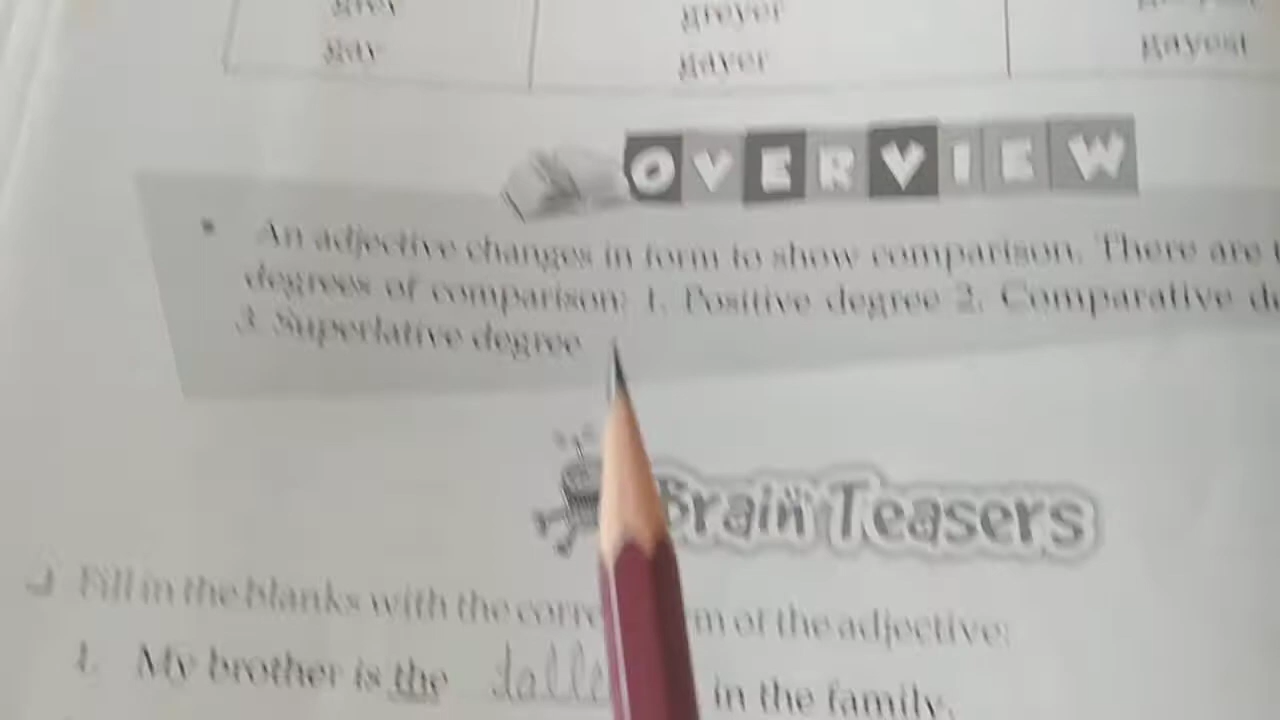 grey greyer
gay gayer gayest
OVERVIEW
• An adjective changes in form to show comparison. There are
degrees of comparison: 1. Positive degree 2. Comparative
3. Superlative degree
Brain Teasers
Fill in the blanks with the of the adjective:
1. My brother is the in the family.